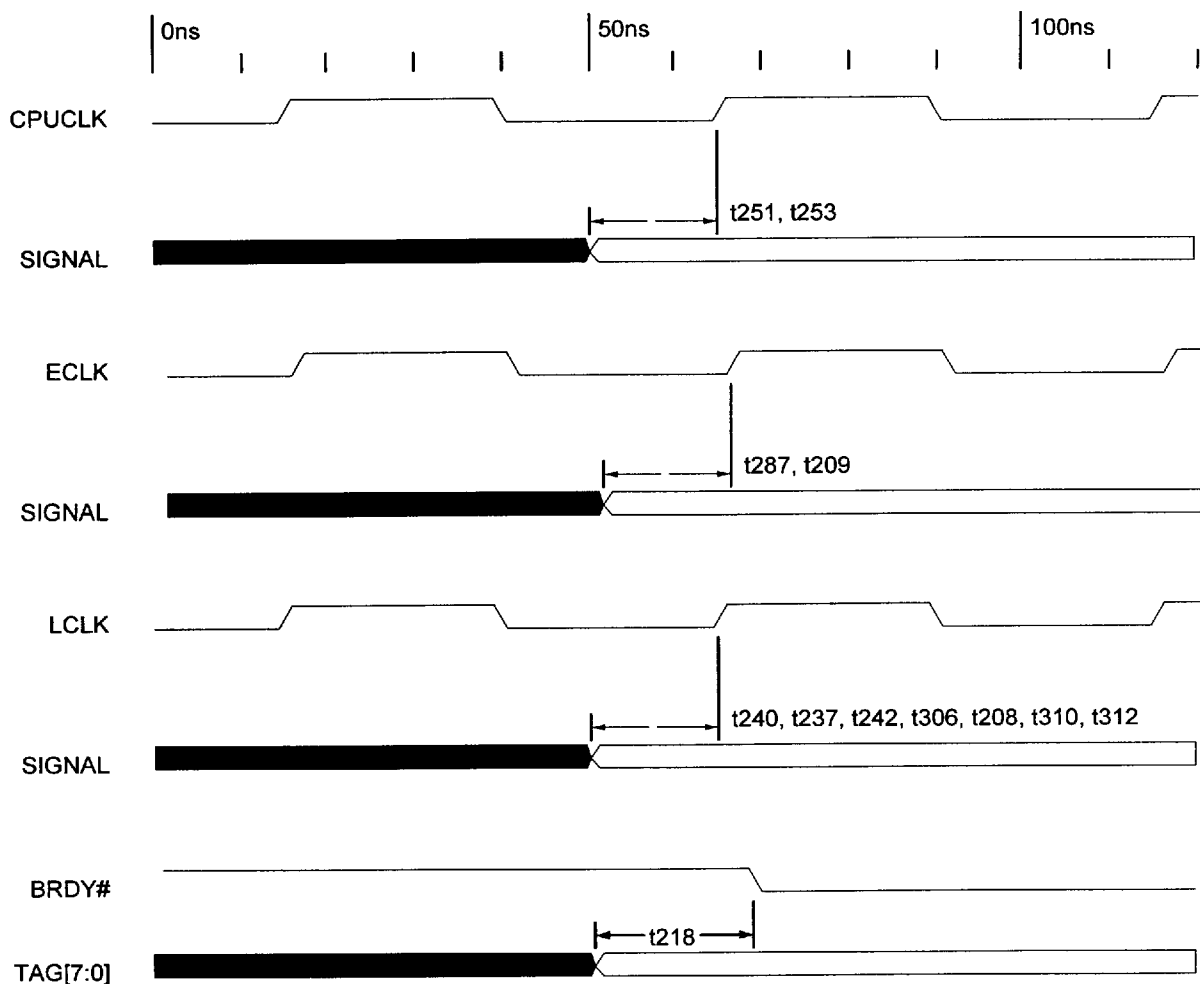 0ns 50ns 100ns
CPUCLK
t251, t253
SIGNAL
ECLK
t287, t209
SIGNAL
LCLK
t240, t237, t242, t306, t208, t310, t312
SIGNAL
BRDY#
t218
TAG[7:0]